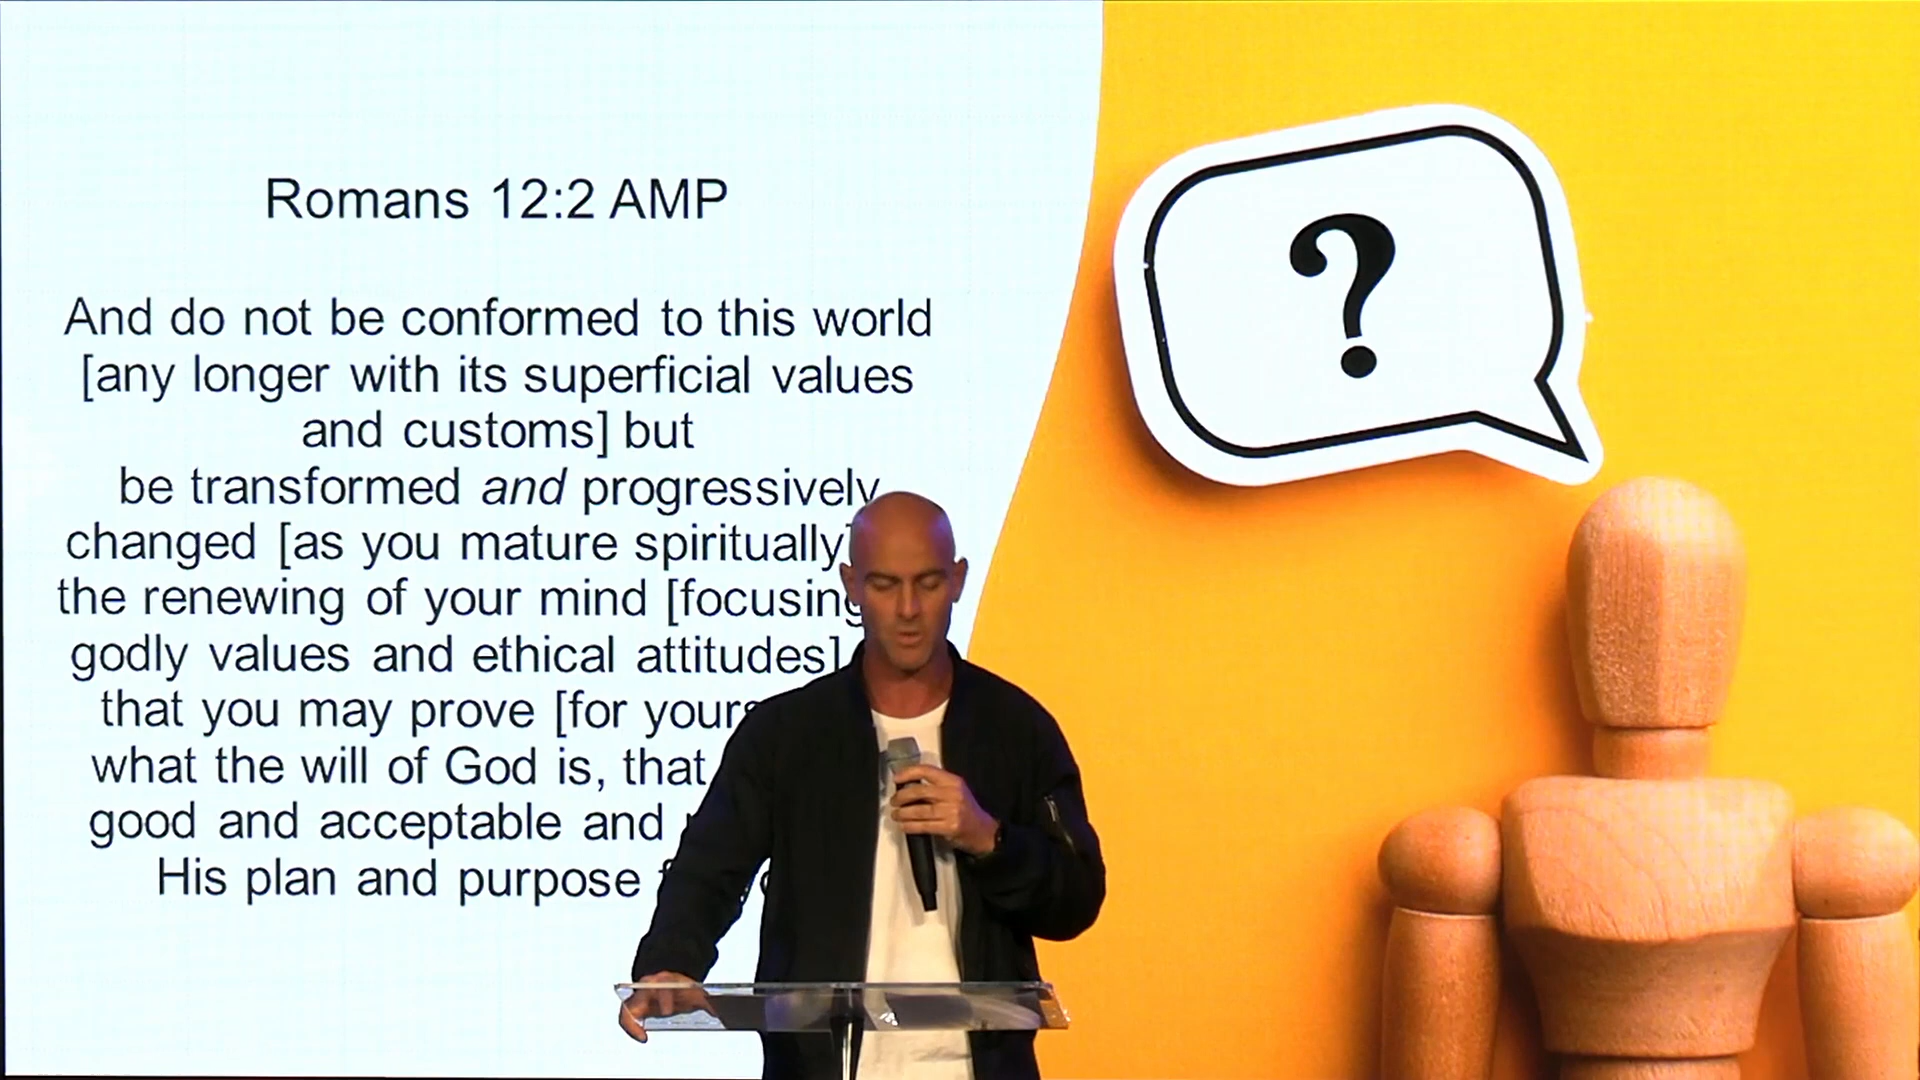 Romans 12:2 AMP
And do not be conformed to this world
[any longer with its superficial values
and customs] but
be transformed and progressively
changed [as you mature spiritually]
the renewing of your mind [focusing
godly values and ethical attitudes]
that you may prove [for
what the will of God is, that
good and acceptable and
His plan and purpose
?